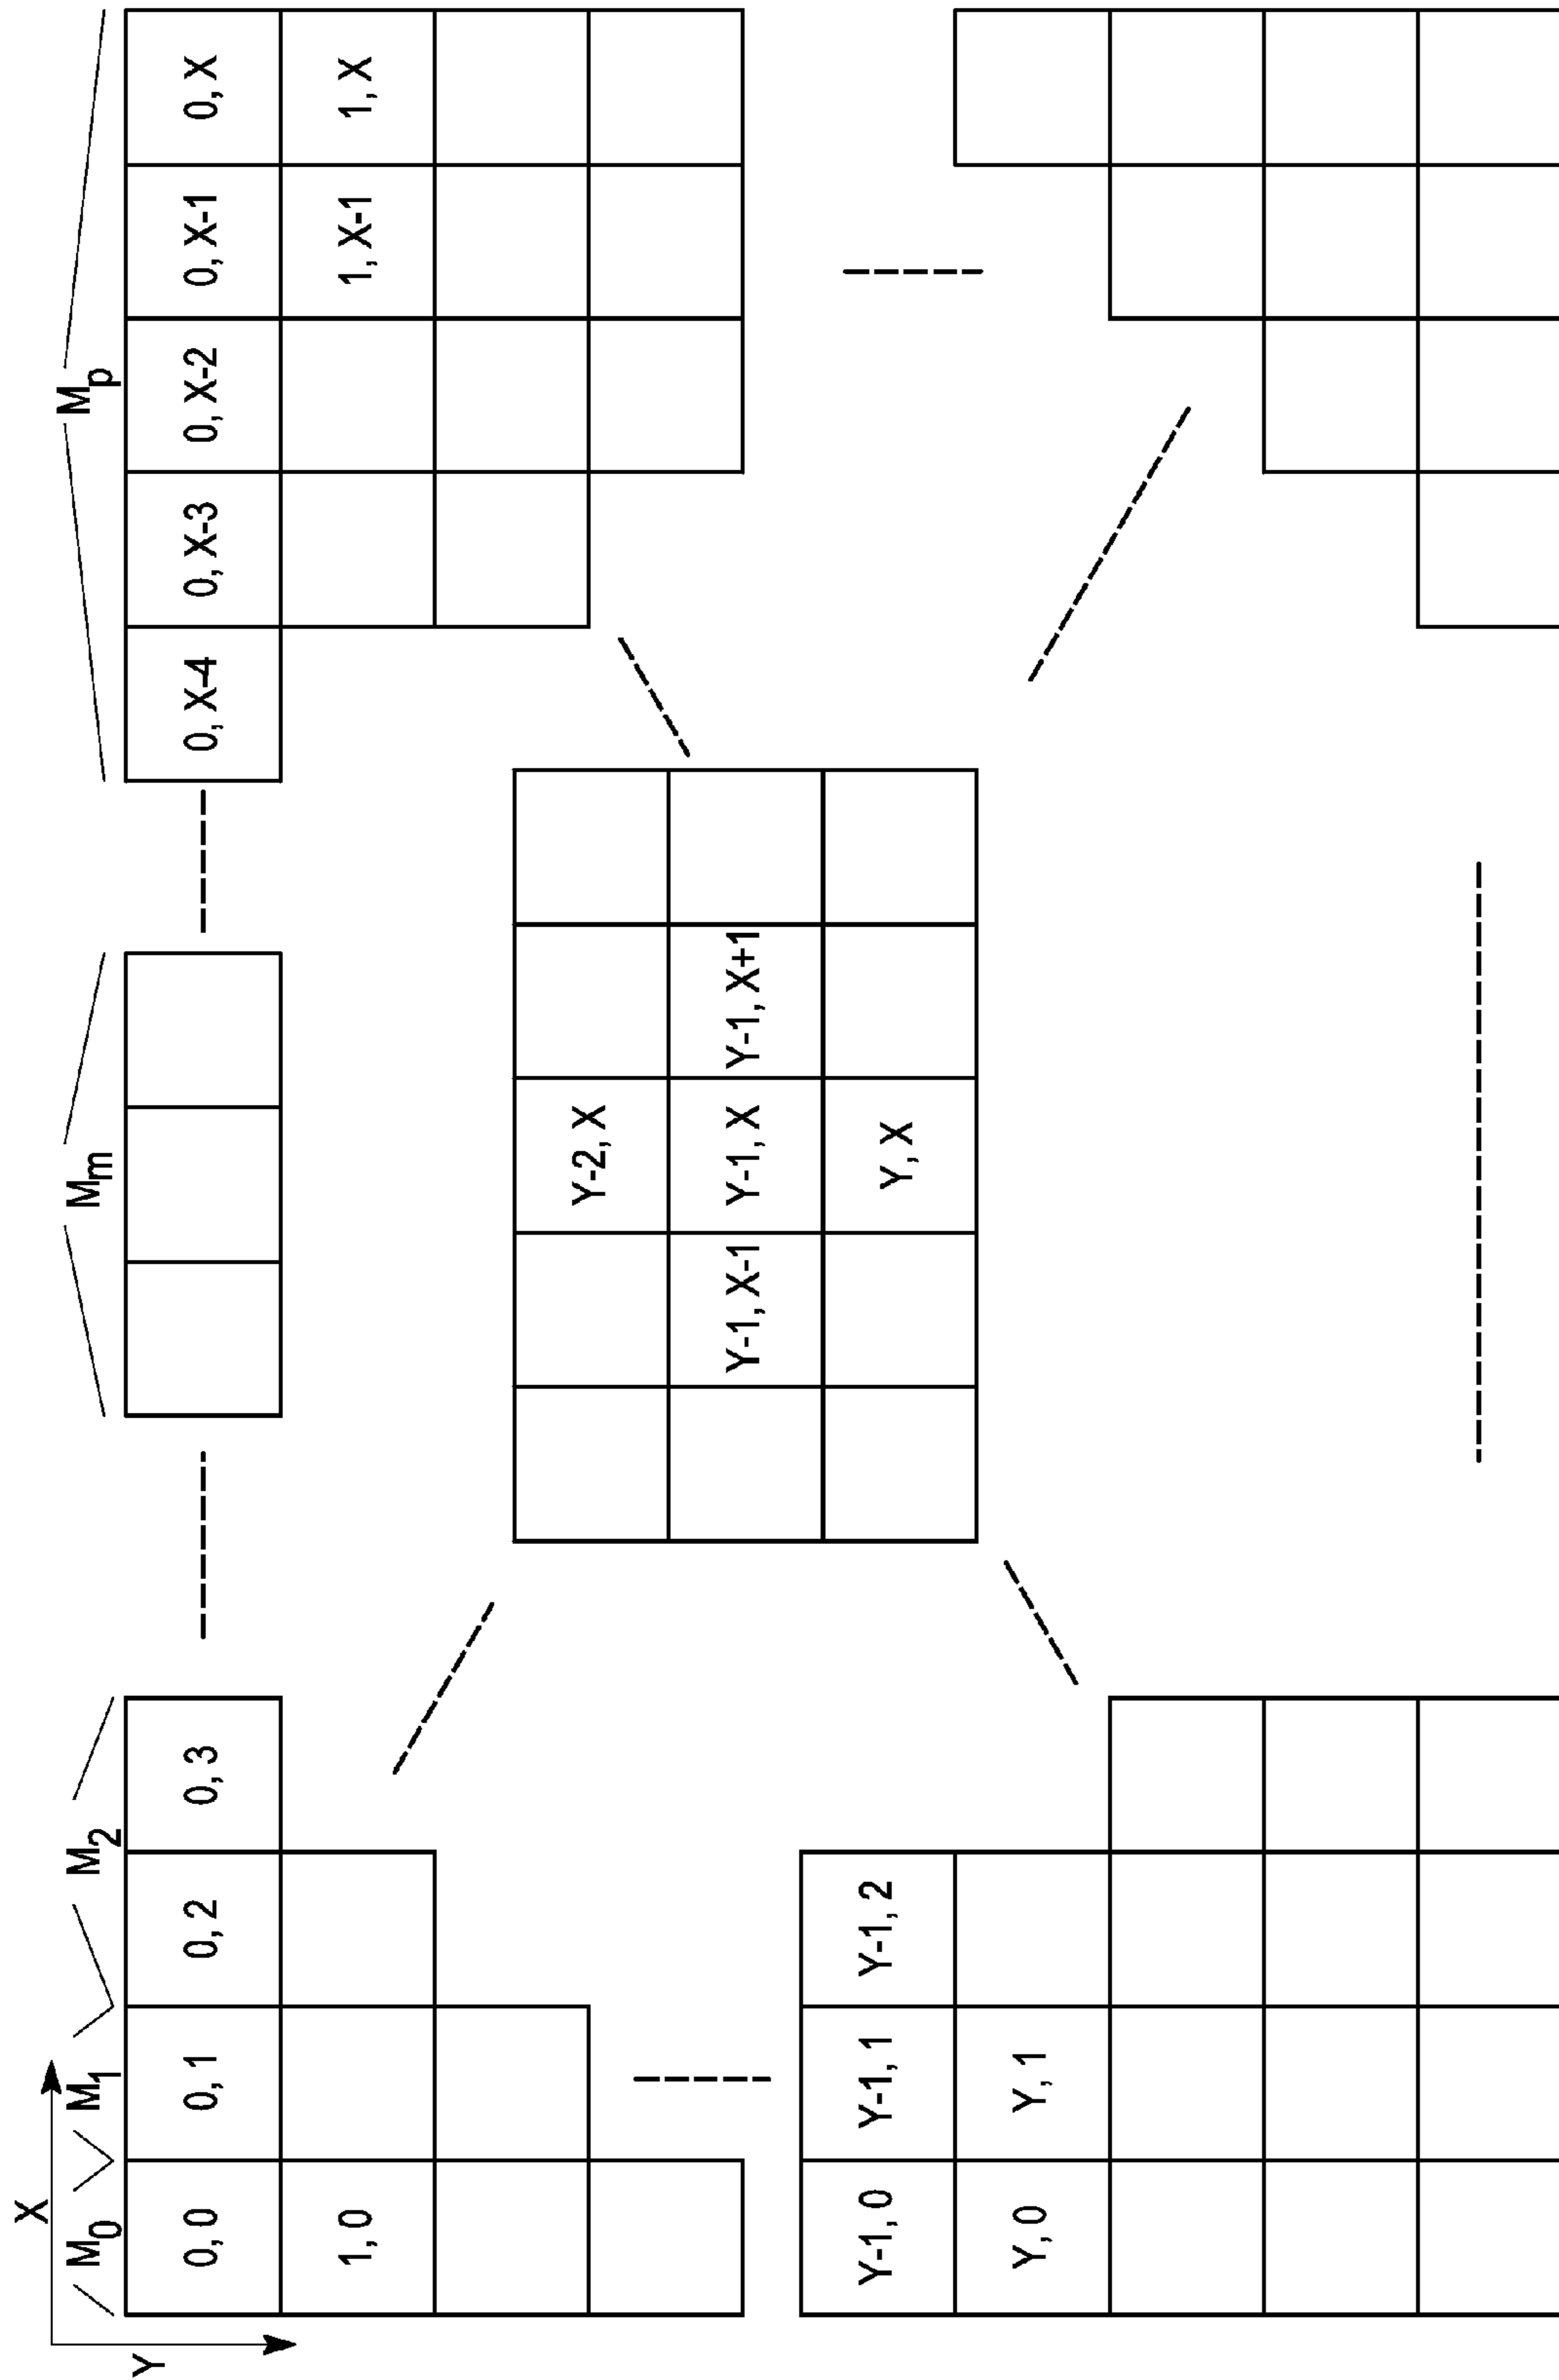 X
Y
M0 M1 M2 Mm Mp
0, 0 0, 1 0, 2 0, 3 0, X-4 0, X-3 0, X-2 0, X-1 0, X
1, 0 1, X-1 1, X
Y-2, X
Y-1, X-1 Y-1, X Y-1, X+1
Y, X
Y-1, 0 Y-1, 1 Y-1, 2
Y, 0 Y, 1